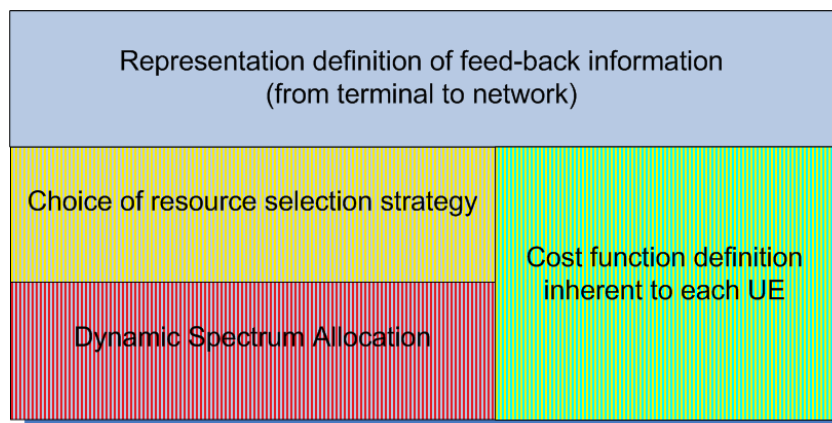 Representation definition of feed-back information
(from terminal to network)
Choice of resource selection strategy
Cost function definition
inherent to each UE
Dynamic Spectrum Allocation